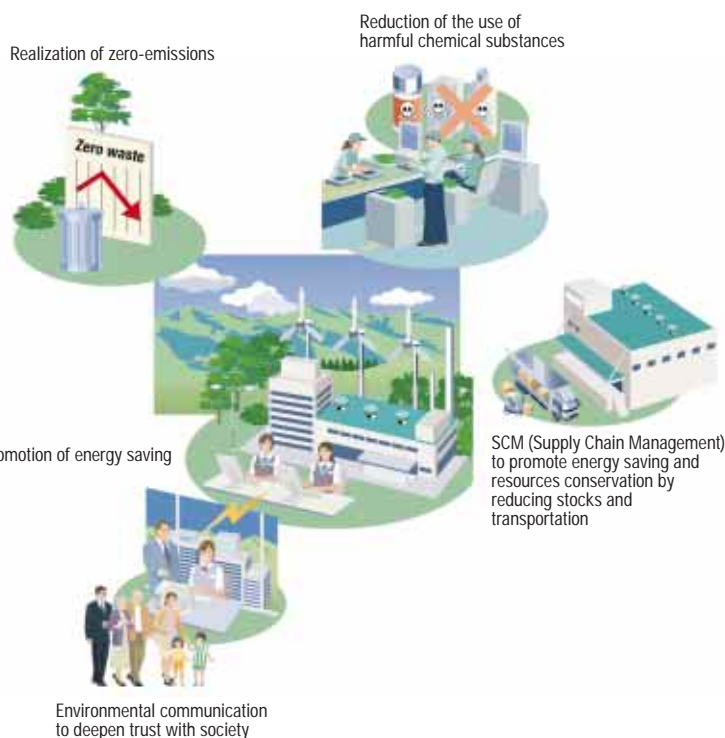 Reduction of the use of
harmful chemical substances
Realization of zero-emissions
Zero waste
omotion of energy saving
SCM (Supply Chain Management)
to promote energy saving and
resources conservation by
reducing stocks and
transportation
Environmental communication
to deepen trust with society